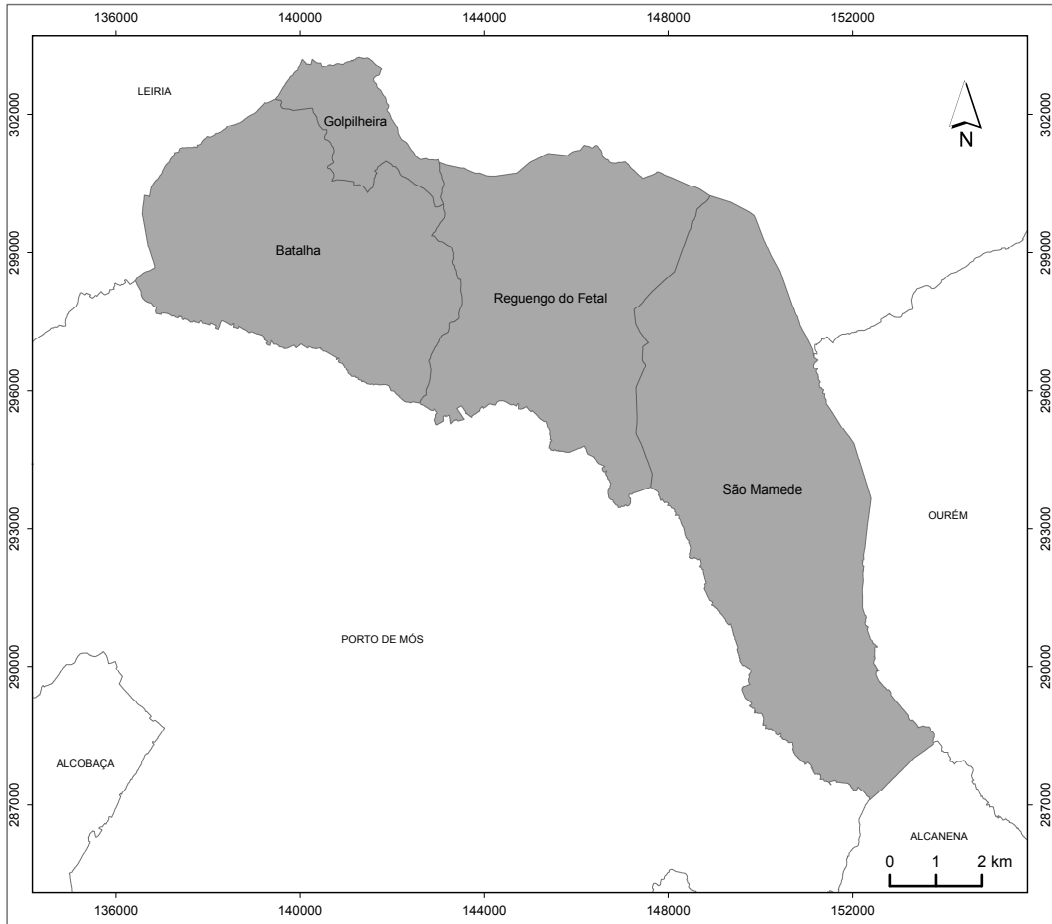 136000 140000 144000 148000 152000
LEIRIA
302000 302000
Golpilheira
N
Batalha
299000 299000
Reguengo do Fetal
296000 296000
São Mamede
OURÉM
293000 293000
PORTO DE MÓS
290000 290000
ALCOBAÇA
287000 287000
ALCANENA
0 1 2 km
136000 140000 144000 148000 152000